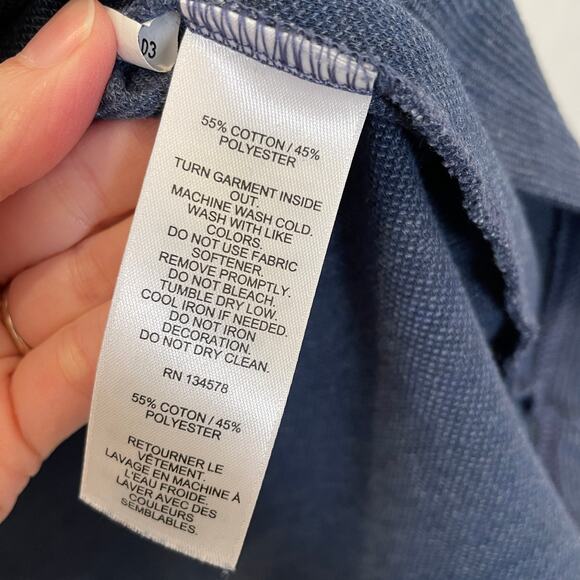 03
55% COTTON / 45%
POLYESTER
TURN GARMENT INSIDE
OUT.
MACHINE WASH COLD.
WASH WITH LIKE
COLORS.
DO NOT USE FABRIC
SOFTENER.
REMOVE PROMPTLY.
DO NOT BLEACH.
TUMBLE DRY LOW.
COOL IRON IF NEEDED.
DO NOT IRON
DECORATION.
DO NOT DRY CLEAN.
RN 134578
55% COTTON / 45%
POLYESTER
RETOURNER LE
VÊTEMENT.
LAVAGE EN MACHINE À
L'EAU FROIDE.
LAVER AVEC DES
COULEURS
SEMBLABLES.